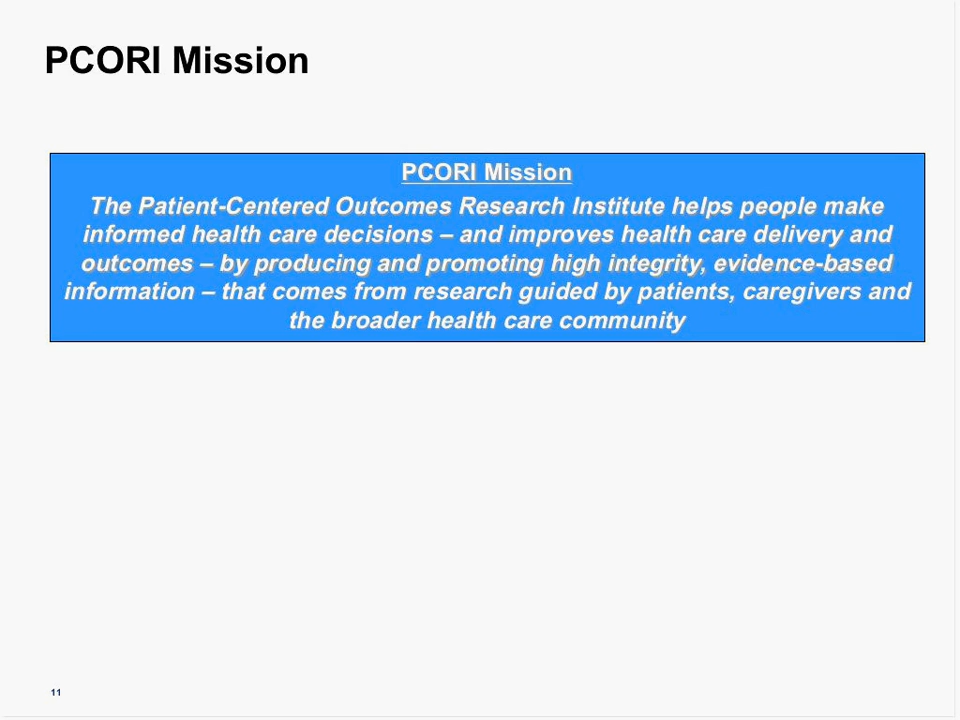 PCORI Mission
PCORI Mission
The Patient-Centered Outcomes Research Institute helps people make
informed health care decisions – and improves health care delivery and
outcomes – by producing and promoting high integrity, evidence-based
information – that comes from research guided by patients, caregivers and
the broader health care community
11